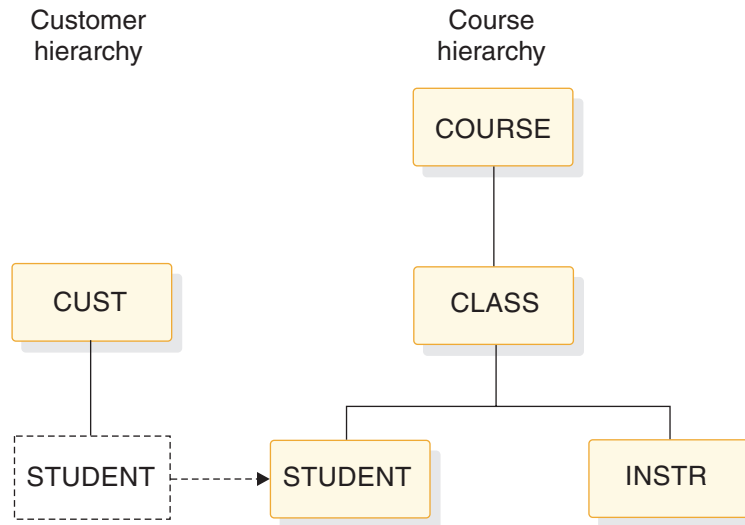 Customer
hierarchy
Course
hierarchy
COURSE
CUST
CLASS
STUDENT
STUDENT
INSTR